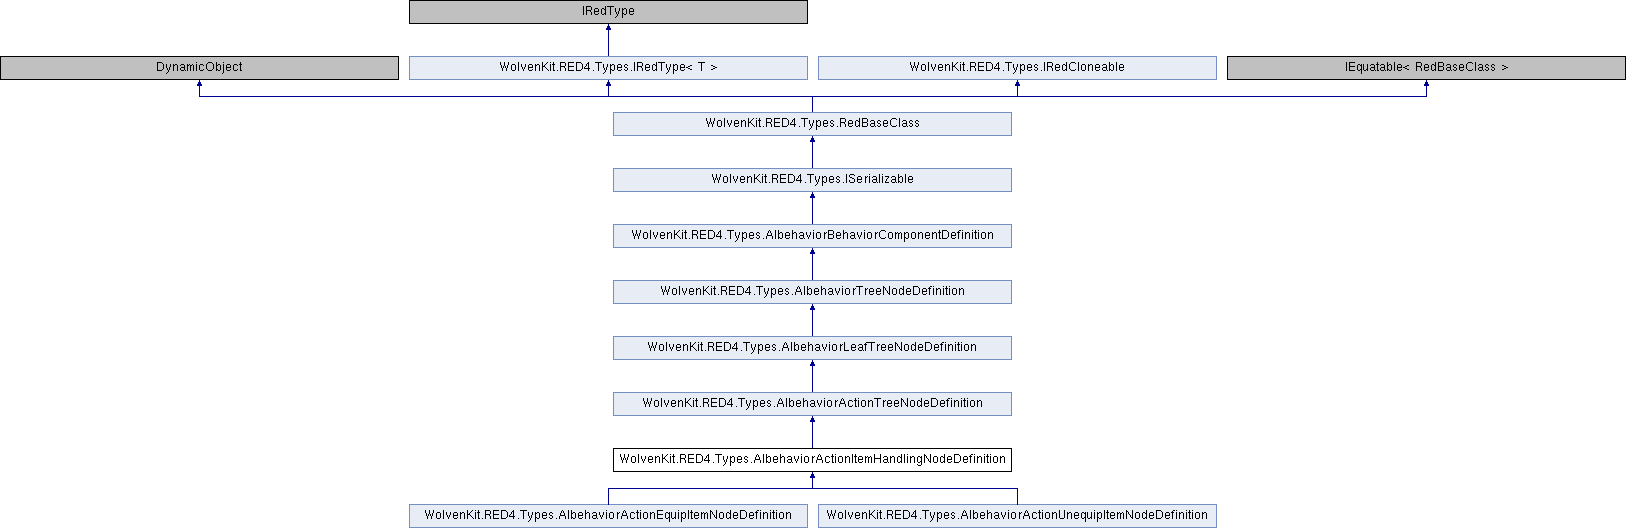 IRedType
DynamicObject
WolvenKit.RED4.Types.IRedType< T >
WolvenKit.RED4.Types.IRedCloneable
IEquatable< RedBaseClass >
WolvenKit.RED4.Types.RedBaseClass
WolvenKit.RED4.Types.ISerializable
WolvenKit.RED4.Types.AIbehaviorBehaviorComponentDefinition
WolvenKit.RED4.Types.AIbehaviorTreeNodeDefinition
WolvenKit.RED4.Types.AIbehaviorLeafTreeNodeDefinition
WolvenKit.RED4.Types.AIbehaviorActionTreeNodeDefinition
WolvenKit.RED4.Types.AIbehaviorActionItemHandlingNodeDefinition
WolvenKit.RED4.Types.AIbehaviorActionEquipItemNodeDefinition
WolvenKit.RED4.Types.AIbehaviorActionUnequipItemNodeDefinition